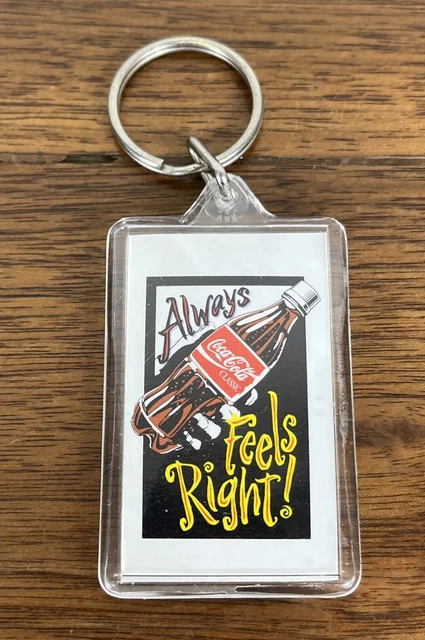 Always
Coca-Cola
CLASSIC
Feels
Right!